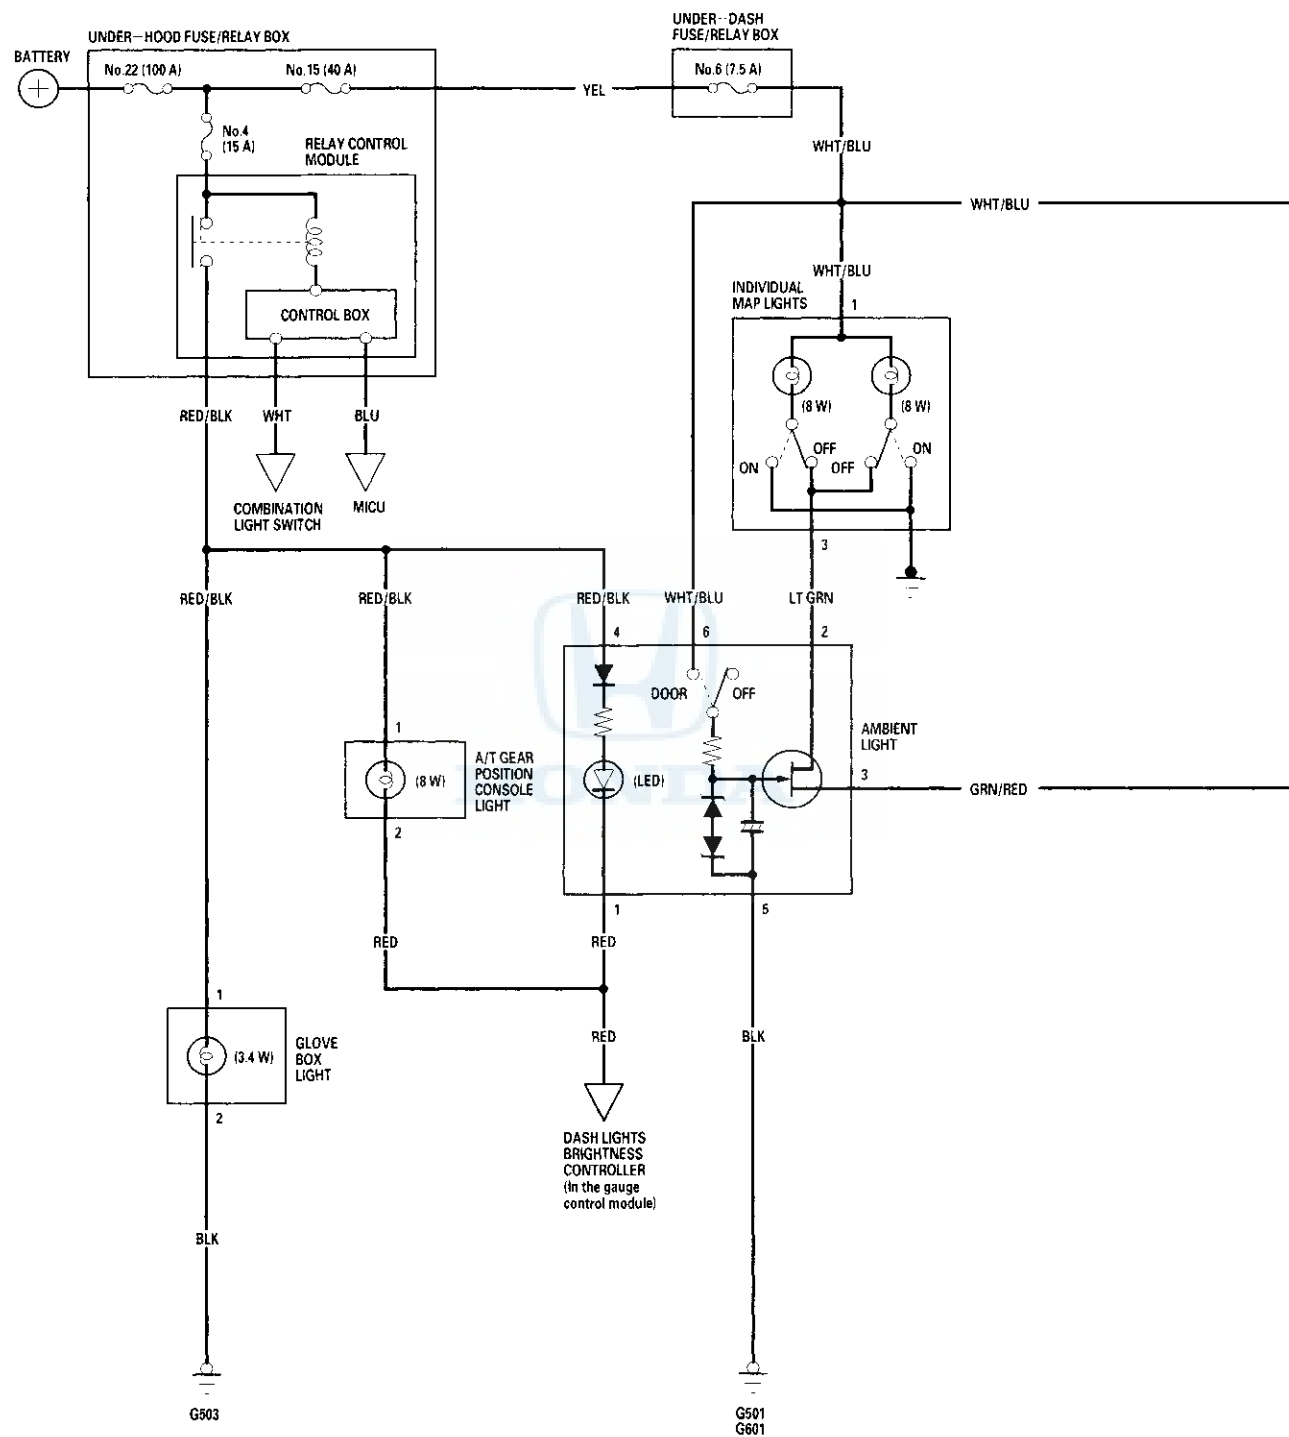 UNDER--DASH
FUSE/RELAY BOX
UNDER-HOOD FUSE/RELAY BOX
BATTERY
No.22 (100 A)
No.15 (40 A)
No.6 (7.5 A)
YEL
No.4
(15 A)
RELAY CONTROL
MODULE
WHT/BLU
WHT/BLU
WHT/BLU
INDIVIDUAL
MAP LIGHTS
1
CONTROL BOX
(8 W)
(8 W)
RED/BLK
WHT
BLU
OFF
ON
ON
OFF
COMBINATION
LIGHT SWITCH
MICU
3
RED/BLK
RED/BLK
RED/BLK
WHT/BLU
LT GRN
4
6
2
DOOR
OFF
1
AMBIENT
LIGHT
A/T GEAR
POSITION
CONSOLE
LIGHT
(8 W)
(LED)
3
GRN/RED
HONDA
2
1
5
RED
RED
1
RED
BLK
GLOVE
BOX
LIGHT
(3.4 W)
2
DASH LIGHTS
BRIGHTNESS
CONTROLLER
(In the gauge
control module)
BLK
G503
G501
G601